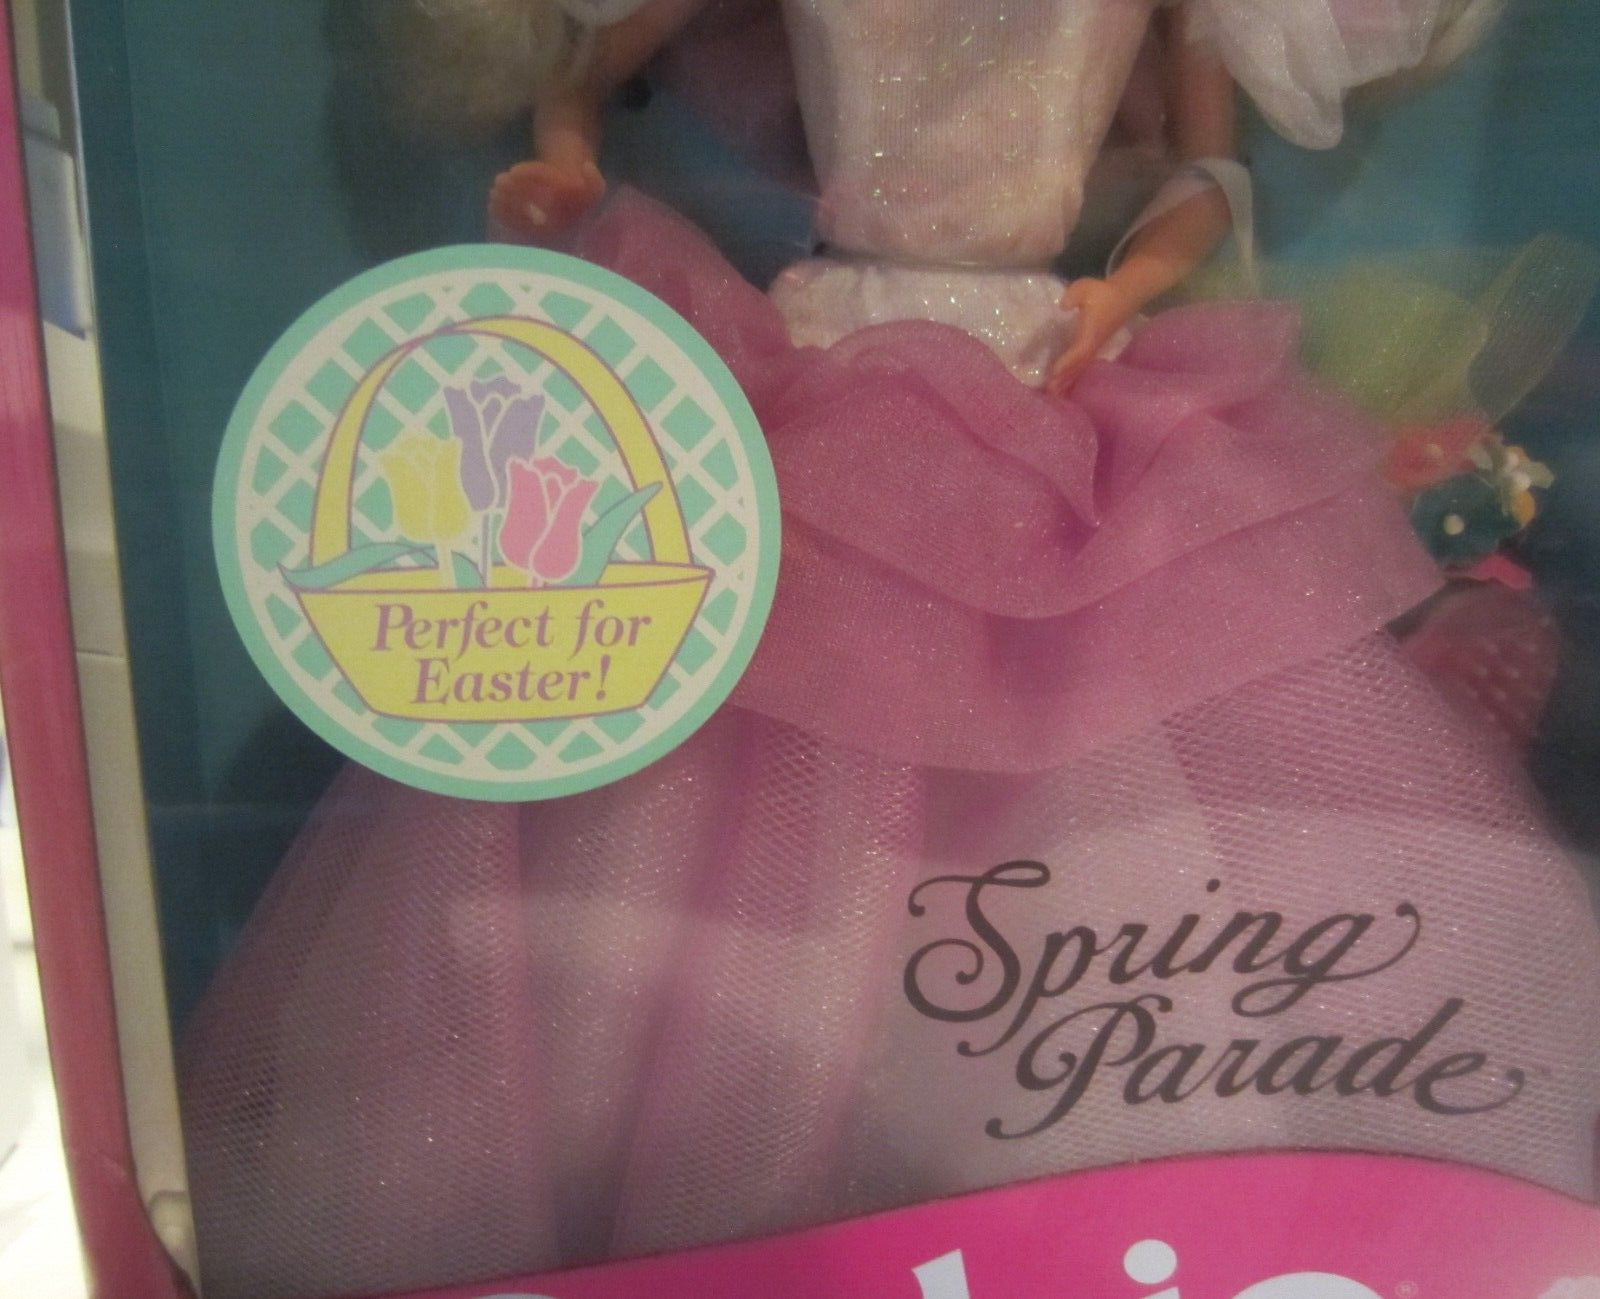 Perfect for
Easter!
Spring
Parade